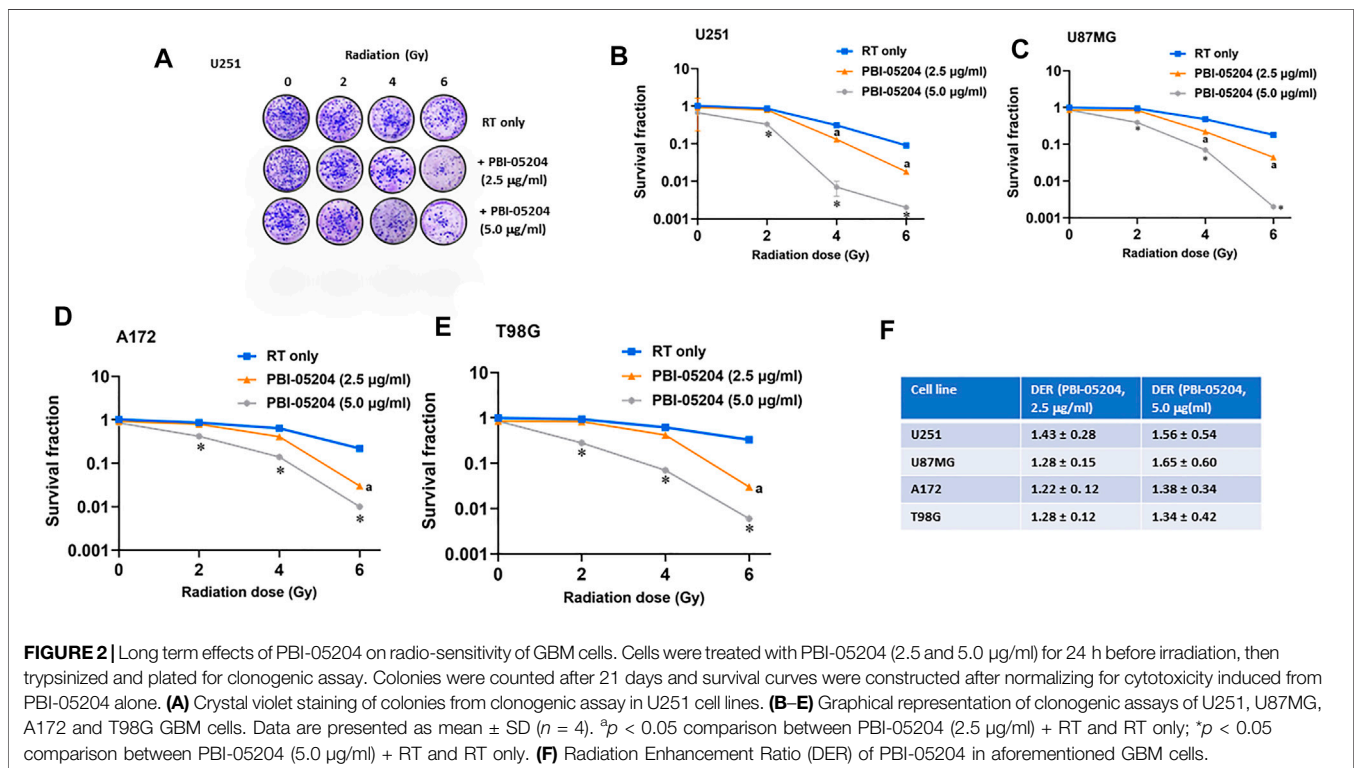 A
U251
Radiation (Gy)
0 2 4 6
RT only
+ PBI-05204
(2.5 µg/ml)
+ PBI-05204
(5.0 µg/ml)
B
U251
RT only
PBI-05204 (2.5 µg/ml)
PBI-05204 (5.0 µg/ml)
Survival fraction
10
1
0.1
0.01
0.001
a
a
*
*
*
0 2 4 6
Radiation dose (Gy)
C
U87MG
RT only
PBI-05204 (2.5 µg/ml)
PBI-05204 (5.0 µg/ml)
Survival fraction
10
1
0.1
0.01
0.001
a
a
*
*
*
0 2 4 6
Radiation dose (Gy)
D
A172
RT only
PBI-05204 (2.5 µg/ml)
PBI-05204 (5.0 µg/ml)
Survival fraction
10
1
0.1
0.01
0.001
a
*
*
*
0 2 4 6
Radiation dose (Gy)
E
T98G
RT only
PBI-05204 (2.5 µg/ml)
PBI-05204 (5.0 µg/ml)
Survival fraction
10
1
0.1
0.01
0.001
a
*
*
*
0 2 4 6
Radiation dose (Gy)
F
Cell line DER (PBI-05204, 2.5 µg/ml) DER (PBI-05204, 5.0 µg(ml)
U251 1.43 ± 0.28 1.56 ± 0.54
U87MG 1.28 ± 0.15 1.65 ± 0.60
A172 1.22 ± 0. 12 1.38 ± 0.34
T98G 1.28 ± 0.12 1.34 ± 0.42
FIGURE 2 | Long term effects of PBI-05204 on radio-sensitivity of GBM cells. Cells were treated with PBI-05204 (2.5 and 5.0 µg/ml) for 24 h before irradiation, then
trypsinized and plated for clonogenic assay. Colonies were counted after 21 days and survival curves were constructed after normalizing for cytotoxicity induced from
PBI-05204 alone. (A) Crystal violet staining of colonies from clonogenic assay in U251 cell lines. (B–E) Graphical representation of clonogenic assays of U251, U87MG,
A172 and T98G GBM cells. Data are presented as mean ± SD (n = 4). ᵃp < 0.05 comparison between PBI-05204 (2.5 µg/ml) + RT and RT only; *p < 0.05
comparison between PBI-05204 (5.0 µg/ml) + RT and RT only. (F) Radiation Enhancement Ratio (DER) of PBI-05204 in aforementioned GBM cells.